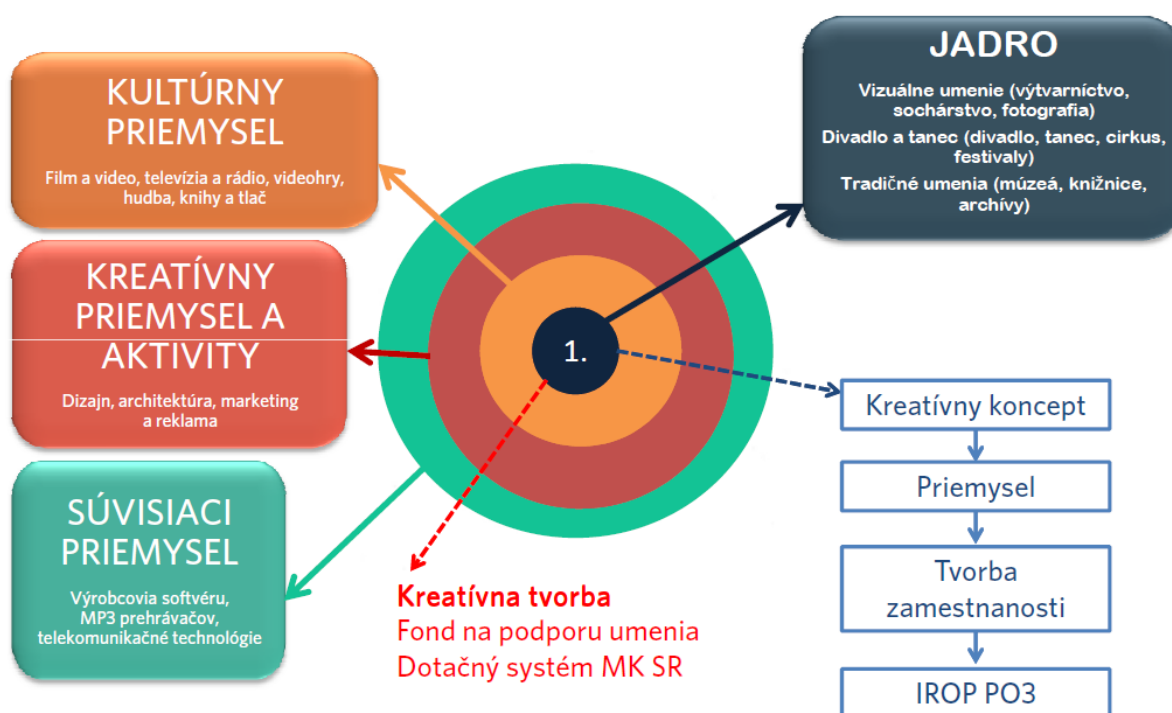 KULTÚRNY
PRIEMYSEL
Film a video, televízia a rádio, videohry,
hudba, knihy a tlač
KREATÍVNY
PRIEMYSEL A
AKTIVITY
Dizajn, architektúra, marketing
a reklama
SÚVISIACI
PRIEMYSEL
Výrobcovia softvéru,
MP3 prehrávačov,
telekomunikačné technológie
1.
Kreatívna tvorba
Fond na podporu umenia
Dotačný systém MK SR
JADRO
Vizuálne umenie (výtvarníctvo,
sochárstvo, fotografia)
Divadlo a tanec (divadlo, tanec, cirkus,
festivaly)
Tradičné umenia (múzeá, knižnice,
archívy)
Kreatívny koncept
Priemysel
Tvorba
zamestnanosti
IROP PO3